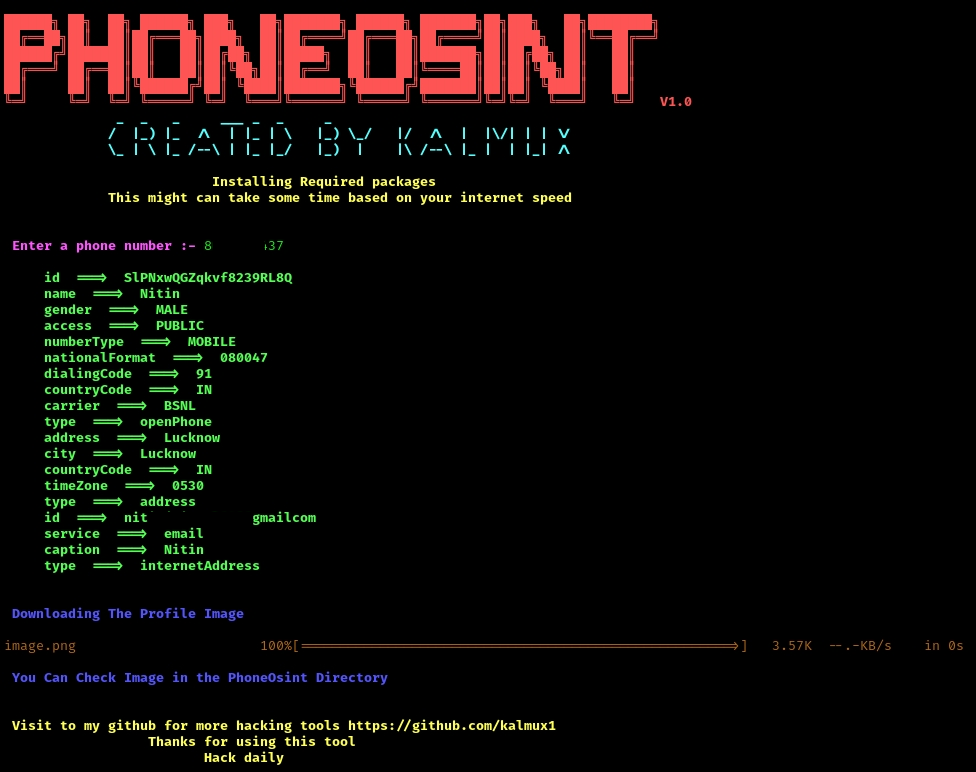 PHONEOSINT
V1.0
CREATED BY KALMUX
Installing Required packages
This might can take some time based on your internet speed
Enter a phone number :- 8 37
id ===> SlPNxwQGZqkvf8239RL8Q
name ===> Nitin
gender ===> MALE
access ===> PUBLIC
numberType ===> MOBILE
nationalFormat ===> 080047
dialingCode ===> 91
countryCode ===> IN
carrier ===> BSNL
type ===> openPhone
address ===> Lucknow
city ===> Lucknow
countryCode ===> IN
timeZone ===> 0530
type ===> address
id ===> nit gmailcom
service ===> email
caption ===> Nitin
type ===> internetAddress
Downloading The Profile Image
image.png 100%[===================================================>] 3.57K --.-KB/s in 0s
You Can Check Image in the PhoneOsint Directory
Visit to my github for more hacking tools https://github.com/kalmux1
Thanks for using this tool
Hack daily